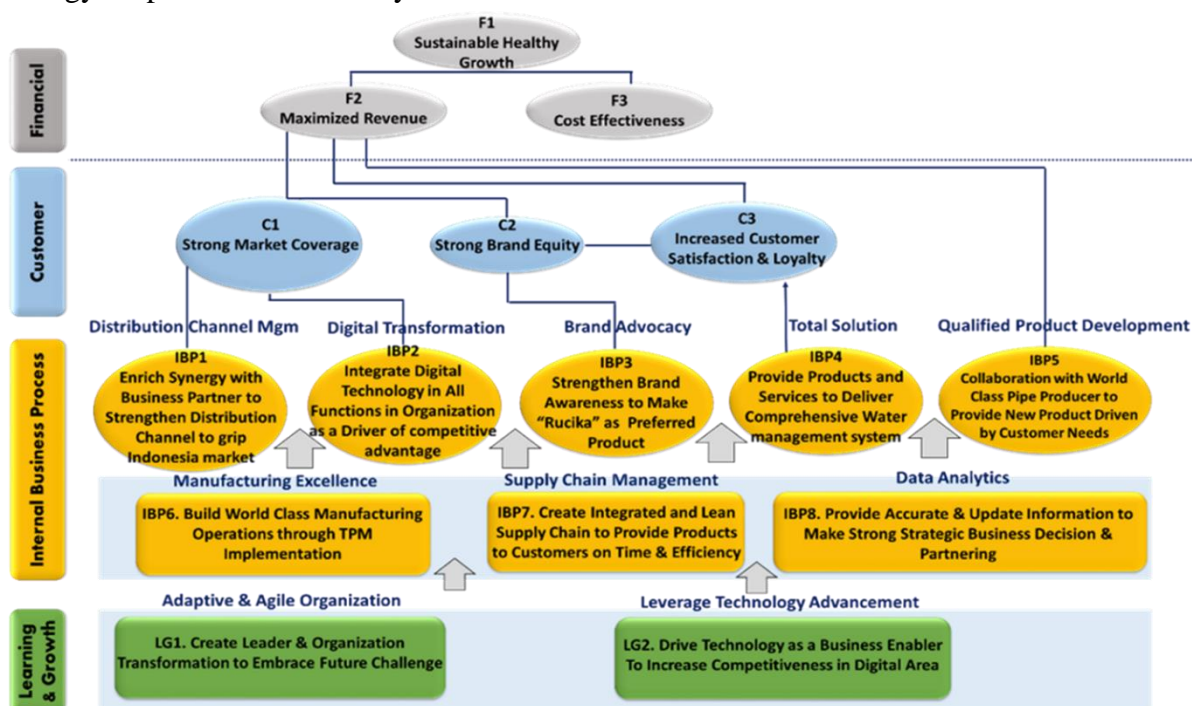 F1
Sustainable Healthy
Growth
Financial
F2
Maximized Revenue
F3
Cost Effectiveness
Customer
C1
Strong Market Coverage
C2
Strong Brand Equity
C3
Increased Customer
Satisfaction & Loyalty
Distribution Channel Mgm
Digital Transformation
Brand Advocacy
Total Solution
Qualified Product Development
Internal Business Process
IBP1
Enrich Synergy with
Business Partner to
Strengthen Distribution
Channel to grip
Indonesia market
IBP2
Integrate Digital
Technology in All
Functions in Organization
as a Driver of competitive
advantage
IBP3
Strengthen Brand
Awareness to Make
"Rucika" as Preferred
Product
IBP4
Provide Products and
Services to Deliver
Comprehensive Water
management system
IBP5
Collaboration with World
Class Pipe Producer to
Provide New Product Driven
by Customer Needs
Manufacturing Excellence
Supply Chain Management
Data Analytics
IBP6. Build World Class Manufacturing
Operations through TPM
Implementation
IBP7. Create Integrated and Lean
Supply Chain to Provide Products
to Customers on Time & Efficiency
IBP8. Provide Accurate & Update Information to
Make Strong Strategic Business Decision &
Partnering
Adaptive & Agile Organization
Leverage Technology Advancement
Learning
& Growth
LG1. Create Leader & Organization
Transformation to Embrace Future Challenge
LG2. Drive Technology as a Business Enabler
To Increase Competitiveness in Digital Area